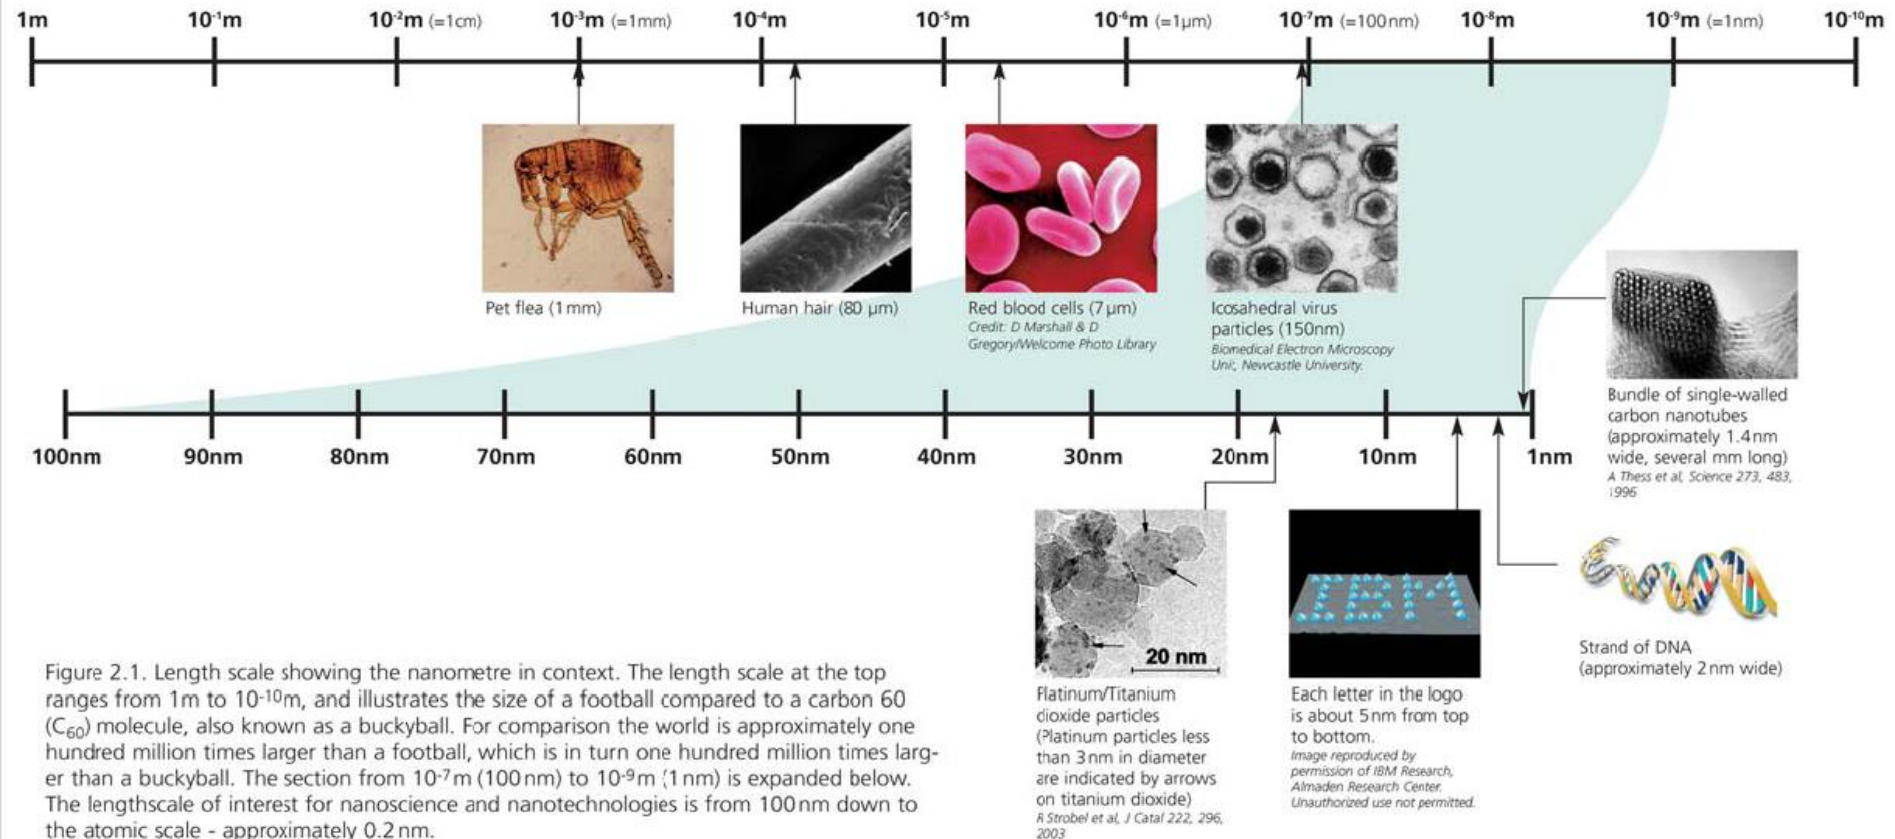 1m 10-1m 10-2m (=1cm) 10-3m (=1mm) 10-4m 10-5m 10-6m (=1µm) 10-7m (=100nm) 10-8m 10-9m (=1nm) 10-10m
Pet flea (1mm)
Human hair (80 µm)
Red blood cells (7µm)
Credit: D Marshall & D
Gregory/Welcome Photo Library
Icosahedral virus
particles (150nm)
Biomedical Electron Microscopy
Unit, Newcastle University.
Bundle of single-walled
carbon nanotubes
(approximately 1.4nm
wide, several mm long)
A Thess et al, Science 273, 483,
1996
100nm 90nm 80nm 70nm 60nm 50nm 40nm 30nm 20nm 10nm 1nm
20 nm
Platinum/Titanium
dioxide particles
(Platinum particles less
than 3nm in diameter
are indicated by arrows
on titanium dioxide)
R Strobel et al, J Catal 222, 296,
2003
IBM
Each letter in the logo
is about 5nm from top
to bottom.
Image reproduced by
permission of IBM Research,
Almaden Research Center.
Unauthorized use not permitted.
Strand of DNA
(approximately 2nm wide)
Figure 2.1. Length scale showing the nanometre in context. The length scale at the top
ranges from 1m to 10-10m, and illustrates the size of a football compared to a carbon 60
(C60) molecule, also known as a buckyball. For comparison the world is approximately one
hundred million times larger than a football, which is in turn one hundred million times larg-
er than a buckyball. The section from 10-7m (100nm) to 10-9m (1nm) is expanded below.
The lengthscale of interest for nanoscience and nanotechnologies is from 100nm down to
the atomic scale - approximately 0.2nm.